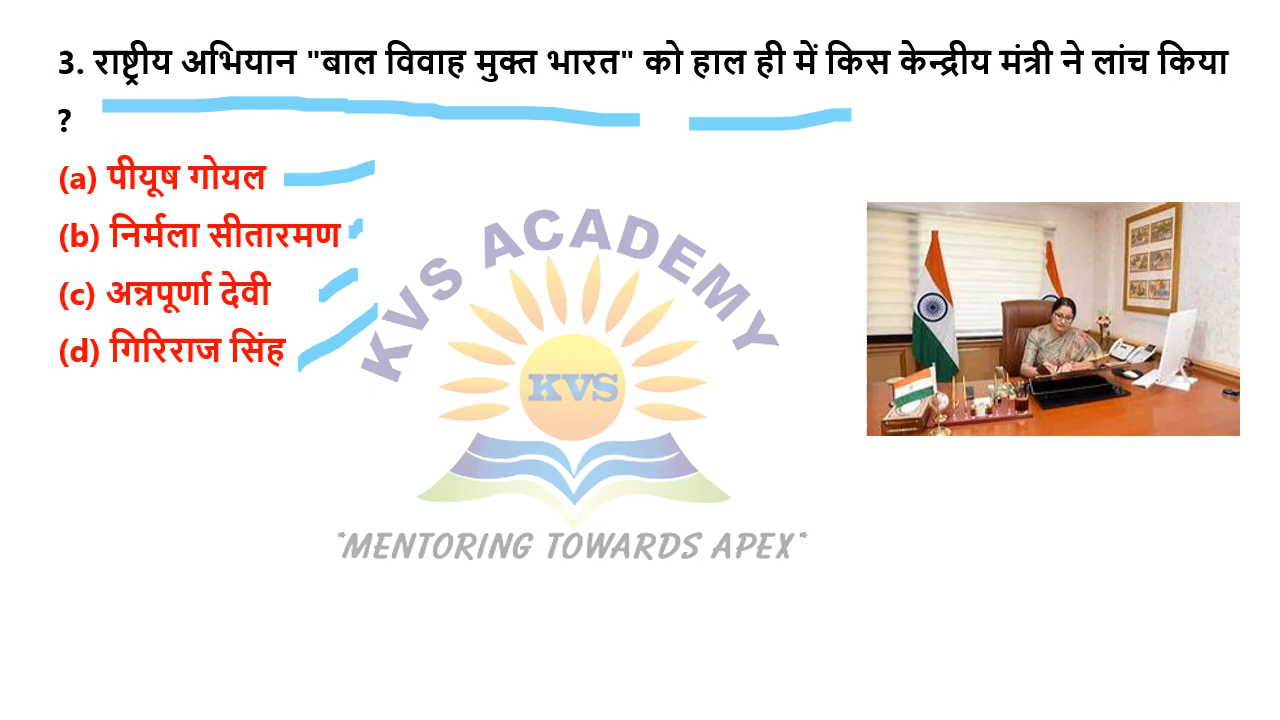 3. राष्ट्रीय अभियान "बाल विवाह मुक्त भारत" को हाल ही में किस केन्द्रीय मंत्री ने लांच किया
?
(a) पीयूष गोयल
(b) निर्मला सीतारमण
(c) अन्नपूर्णा देवी
(d) गिरिराज सिंह
KVS ACADEMY
KVS
"MENTORING TOWARDS APEX"